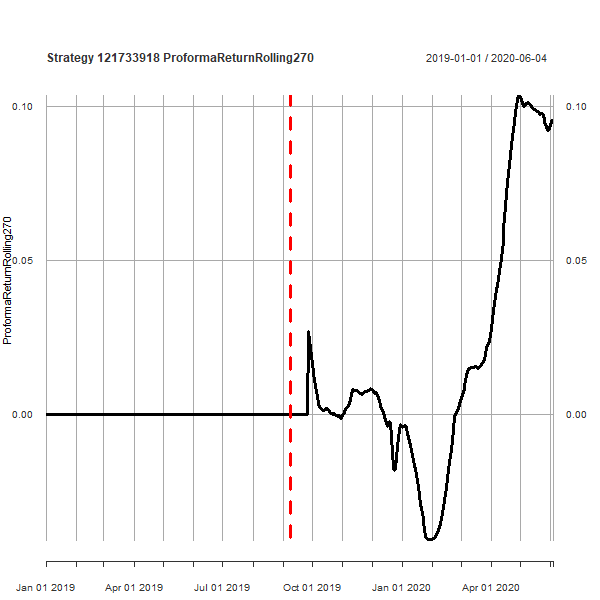 Strategy 121733918 ProformaReturnRolling270
2019-01-01 / 2020-06-04
0.10
0.10
ProformaReturnRolling270
0.05
0.05
0.00
0.00
Jan 01 2019
Apr 01 2019
Jul 01 2019
Oct 01 2019
Jan 01 2020
Apr 01 2020